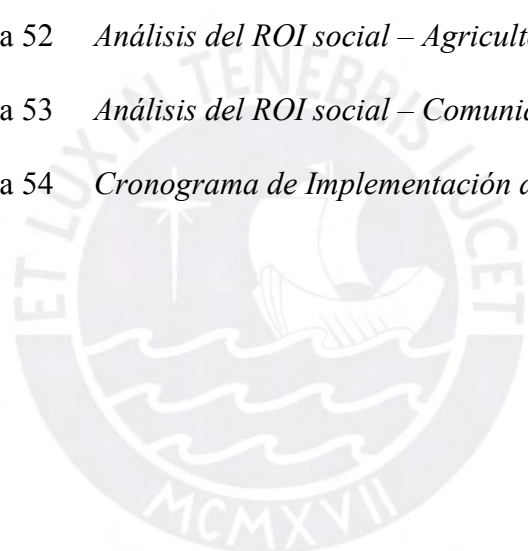 a 52 Análisis del ROI social – Agricult
a 53 Análisis del ROI social – Comuni
a 54 Cronograma de Implementación
ET LUX IN TENEBRIS LUCET
MCMXVII